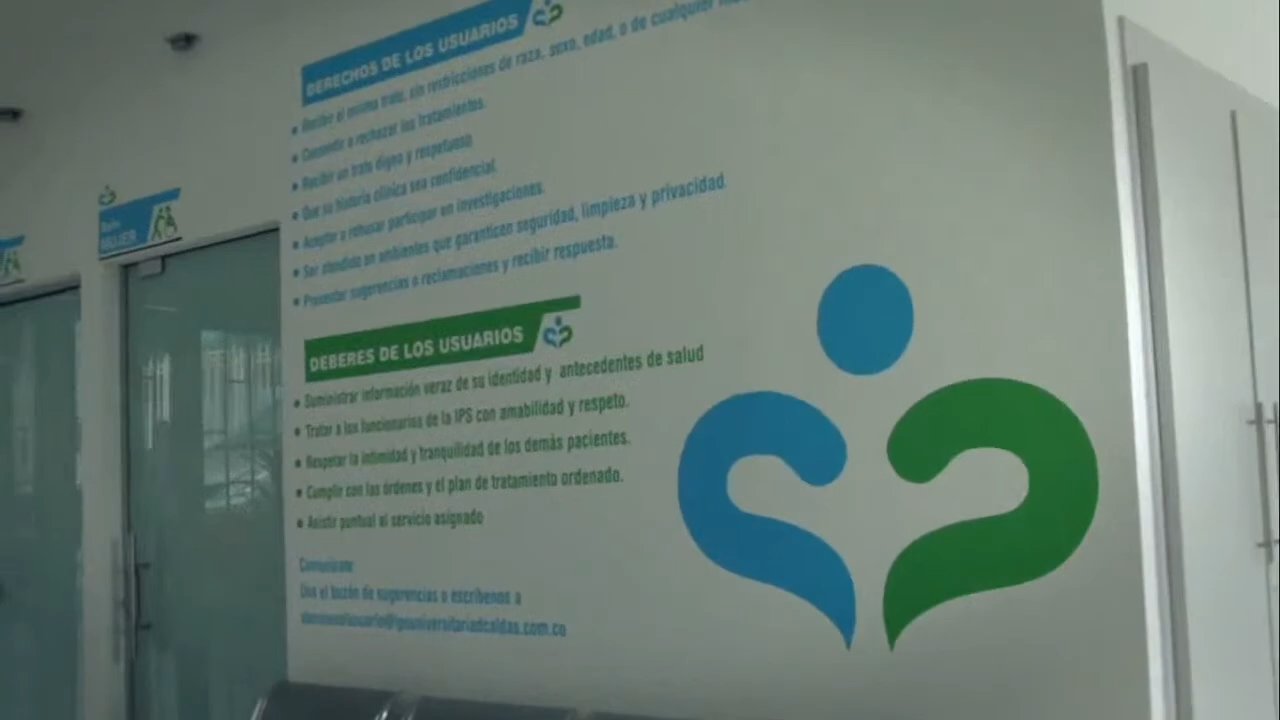 DERECHOS DE LOS USUARIOS
• Recibir el mismo trato, sin restricciones de raza, sexo, edad, o de cualquier
• Consentir o rechazar los tratamientos.
• Recibir un trato digno y respetuoso
• Que su historia clínica sea confidencial.
• Aceptar o rehusar participar en investigaciones.
• Ser atendido en ambientes que garanticen seguridad, limpieza y privacidad.
• Presentar sugerencias o reclamaciones y recibir respuesta.
DEBERES DE LOS USUARIOS
• Suministrar información veraz de su identidad y antecedentes de salud
• Tratar a los funcionarios de la IPS con amabilidad y respeto.
• Respetar la intimidad y tranquilidad de los demás pacientes.
• Cumplir con las órdenes y el plan de tratamiento ordenado.
• Asistir puntual al servicio asignado
Comunícate
Usa el buzón de sugerencias o escríbenos a
@ipsuniversitariadcaldas.com.co
Baño
MUJER